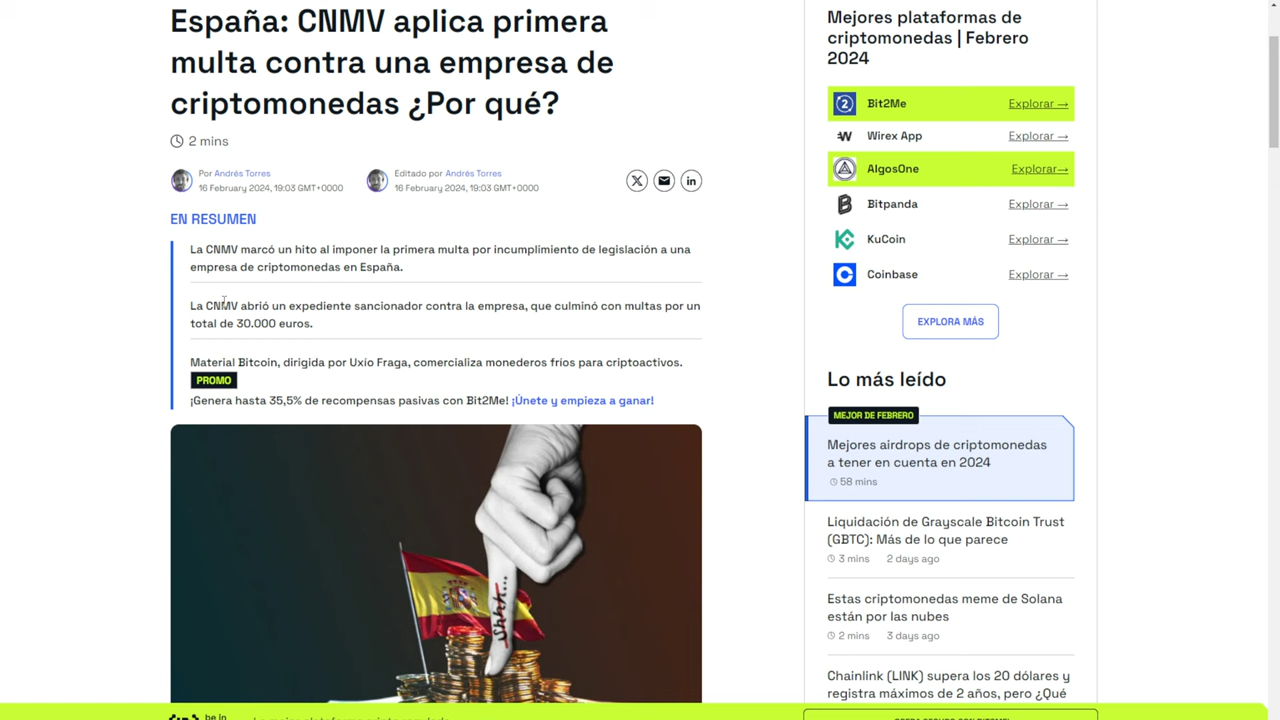 España: CNMV aplica primera
multa contra una empresa de
criptomonedas ¿Por qué?
2 mins
Por Andrés Torres
16 February 2024, 19:03 GMT+0000
Editado por Andrés Torres
16 February 2024, 19:03 GMT+0000
EN RESUMEN
La CNMV marcó un hito al imponer la primera multa por incumplimiento de legislación a una
empresa de criptomonedas en España.
La CNMV abrió un expediente sancionador contra la empresa, que culminó con multas por un
total de 30.000 euros.
Material Bitcoin, dirigida por Uxío Fraga, comercializa monederos fríos para criptoactivos.
PROMO
¡Genera hasta 35,5% de recompensas pasivas con Bit2Me! ¡Únete y empieza a ganar!
Shhh...
Mejores plataformas de
criptomonedas | Febrero
2024
Bit2Me Explorar →
Wirex App Explorar →
AlgosOne Explorar→
Bitpanda Explorar →
KuCoin Explorar →
Coinbase Explorar →
EXPLORA MÁS
Lo más leído
MEJOR DE FEBRERO
Mejores airdrops de criptomonedas
a tener en cuenta en 2024
58 mins
Liquidación de Grayscale Bitcoin Trust
(GBTC): Más de lo que parece
3 mins 2 days ago
Estas criptomonedas meme de Solana
están por las nubes
2 mins 3 days ago
Chainlink (LINK) supera los 20 dólares y
registra máximos de 2 años, pero ¿Qué
be in